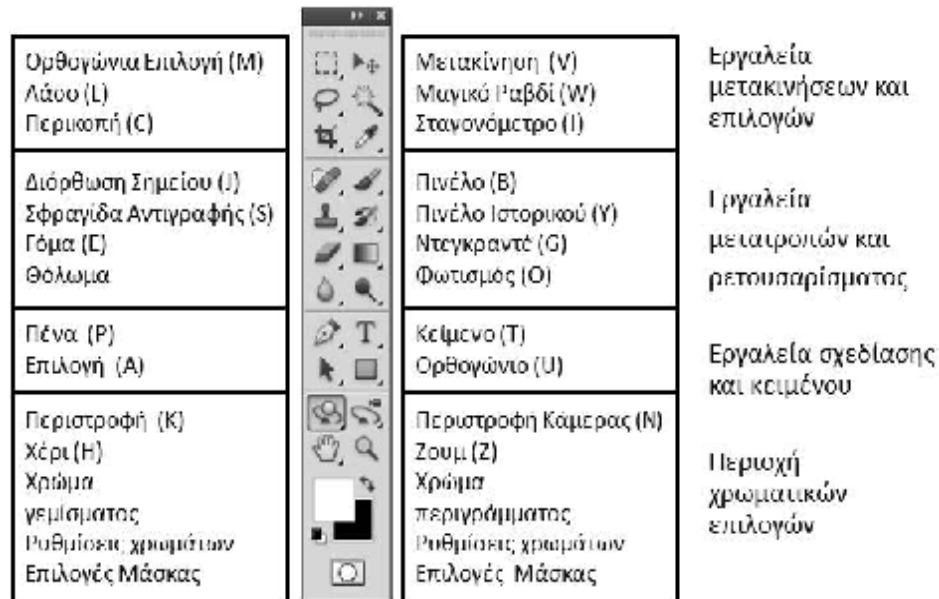 Ορθογώνια Επιλογή (M)
Λάσο (L)
Περικοπή (C)
Μετακίνηση (V)
Μαγικό Ραβδί (W)
Σταγονόμετρο (I)
Εργαλεία
μετακινήσεων και
επιλογών
Διόρθωση Σημείου (J)
Σφραγίδα Αντιγραφής (S)
Γόμα (E)
Θόλωμα
Πινέλο (B)
Πινέλο Ιστορικού (Y)
Ντεγκραντέ (G)
Φωτισμός (O)
Εργαλεία
μετατροπών και
ρετουσαρίσματος
Πένα (P)
Επιλογή (A)
Κείμενο (T)
Ορθογώνιο (U)
Εργαλεία σχεδίασης
και κειμένου
Περιστροφή (K)
Χέρι (H)
Χρώμα
γεμίσματος
Ρυθμίσεις χρωμάτων
Επιλογές Μάσκας
Περιστροφή Κάμερας (N)
Ζουμ (Z)
Χρώμα
περιγράμματος
Ρυθμίσεις χρωμάτων
Επιλογές Μάσκας
Περιοχή
χρωματικών
επιλογών